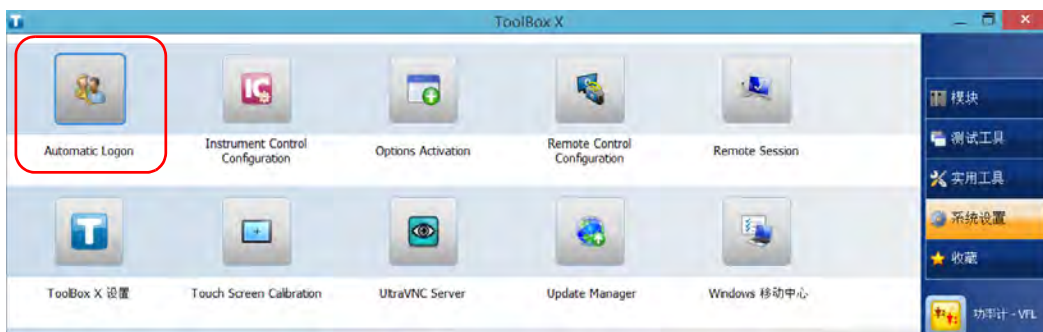 ToolBox X
Automatic Logon
Instrument Control
Configuration
Options Activation
Remote Control
Configuration
Remote Session
ToolBox X 设置
Touch Screen Calibration
UltraVNC Server
Update Manager
Windows 移动中心
模块
测试工具
实用工具
系统设置
收藏
功率计 - VFL